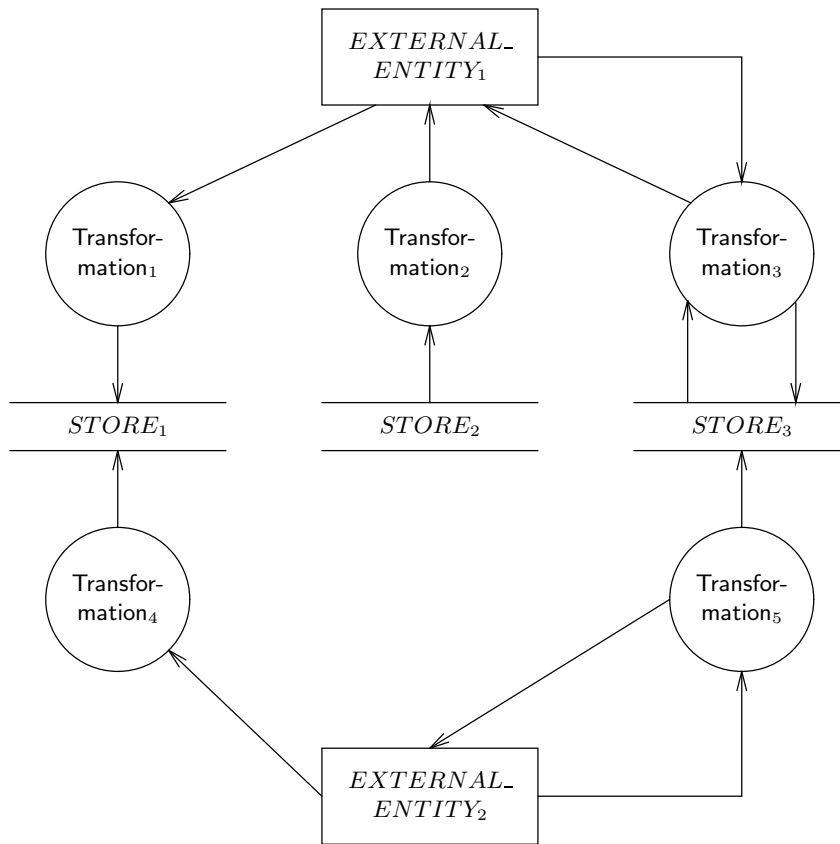 EXTERNAL_
ENTITY₁
Transfor-
mation₁
Transfor-
mation₂
Transfor-
mation₃
STORE₁
STORE₂
STORE₃
Transfor-
mation₄
Transfor-
mation₅
EXTERNAL_
ENTITY₂